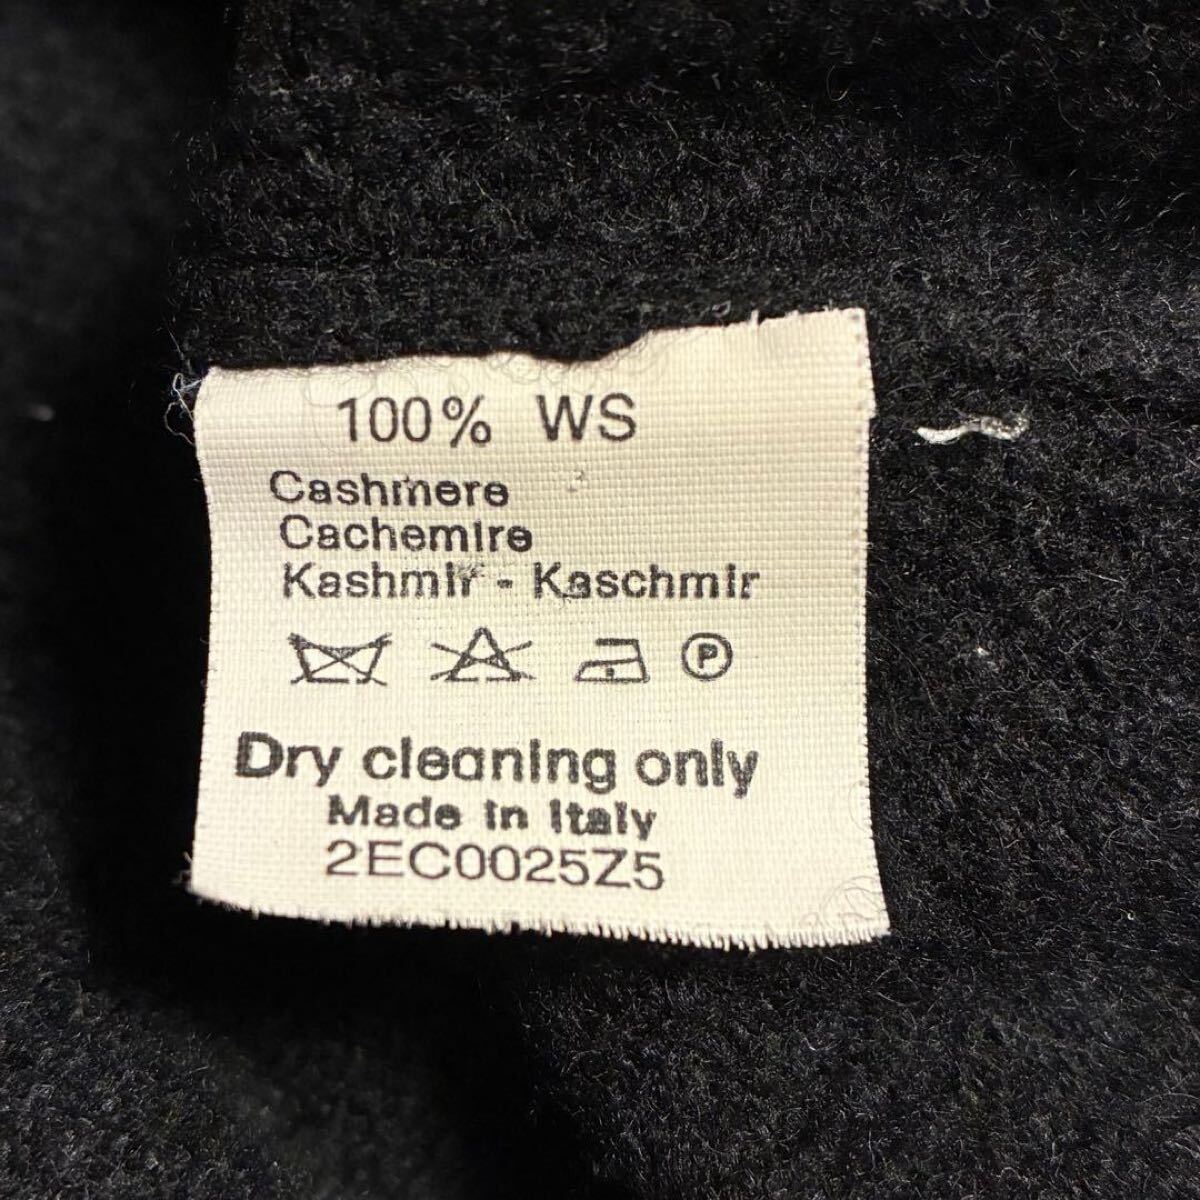 100% WS
Cashmere
Cachemire
Kashmir - Kaschmir
P
Dry cleaning only
Made in Italy
2EC0025Z5